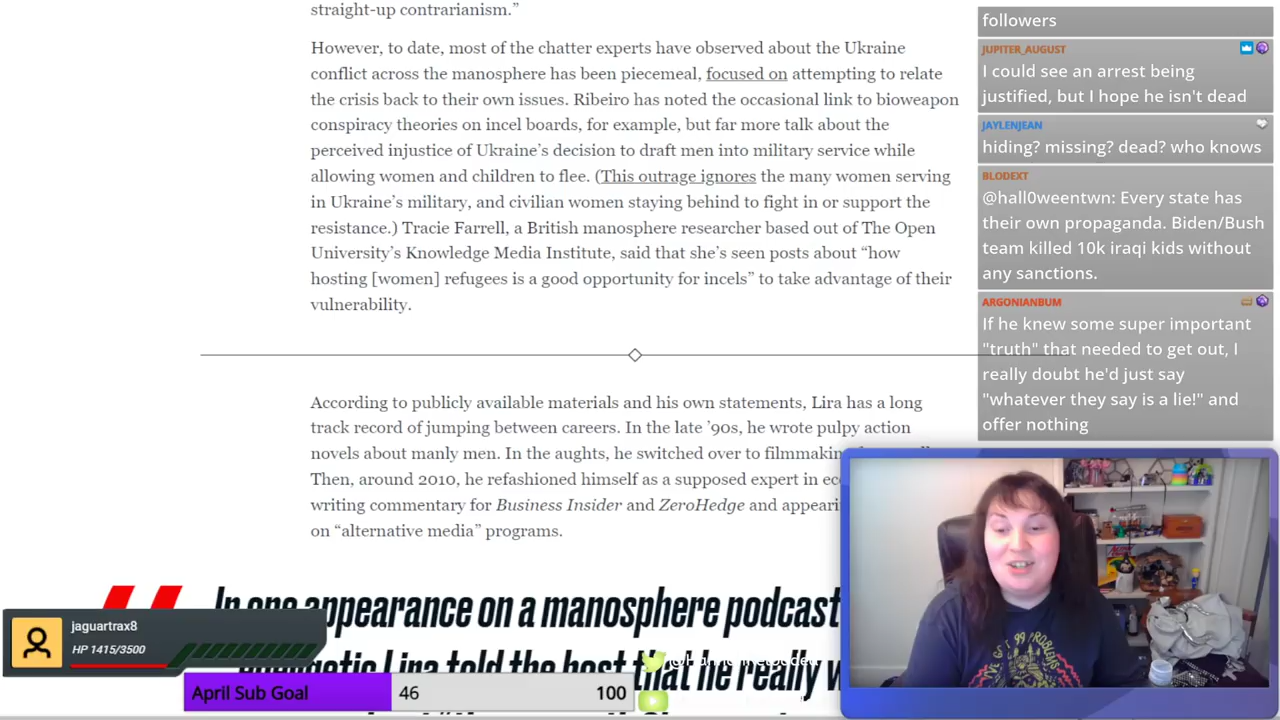 straight-up contrarianism.”
However, to date, most of the chatter experts have observed about the Ukraine
conflict across the manosphere has been piecemeal, focused on attempting to relate
the crisis back to their own issues. Ribeiro has noted the occasional link to bioweapon
conspiracy theories on incel boards, for example, but far more talk about the
perceived injustice of Ukraine’s decision to draft men into military service while
allowing women and children to flee. (This outrage ignores the many women serving
in Ukraine’s military, and civilian women staying behind to fight in or support the
resistance.) Tracie Farrell, a British manosphere researcher based out of The Open
University’s Knowledge Media Institute, said that she’s seen posts about “how
hosting [women] refugees is a good opportunity for incels” to take advantage of their
vulnerability.
According to publicly available materials and his own statements, Lira has a long
track record of jumping between careers. In the late ’90s, he wrote pulpy action
novels about manly men. In the aughts, he switched over to filmmaking
Then, around 2010, he refashioned himself as a supposed expert in
writing commentary for Business Insider and ZeroHedge and
on “alternative media” programs.
In one appearance on a manosphere podcast
Lira told the host that he really
followers
JUPITER_AUGUST
I could see an arrest being
justified, but I hope he isn't dead
JAYLENJEAN
hiding? missing? dead? who knows
BLODEXT
@hall0weentwn: Every state has
their own propaganda. Biden/Bush
team killed 10k iraqi kids without
any sanctions.
ARGONIANBUM
If he knew some super important
"truth" that needed to get out, I
really doubt he'd just say
"whatever they say is a lie!" and
offer nothing
jaguartrax8
HP 1415/3500
April Sub Goal
46
100
99 PROBLEMS